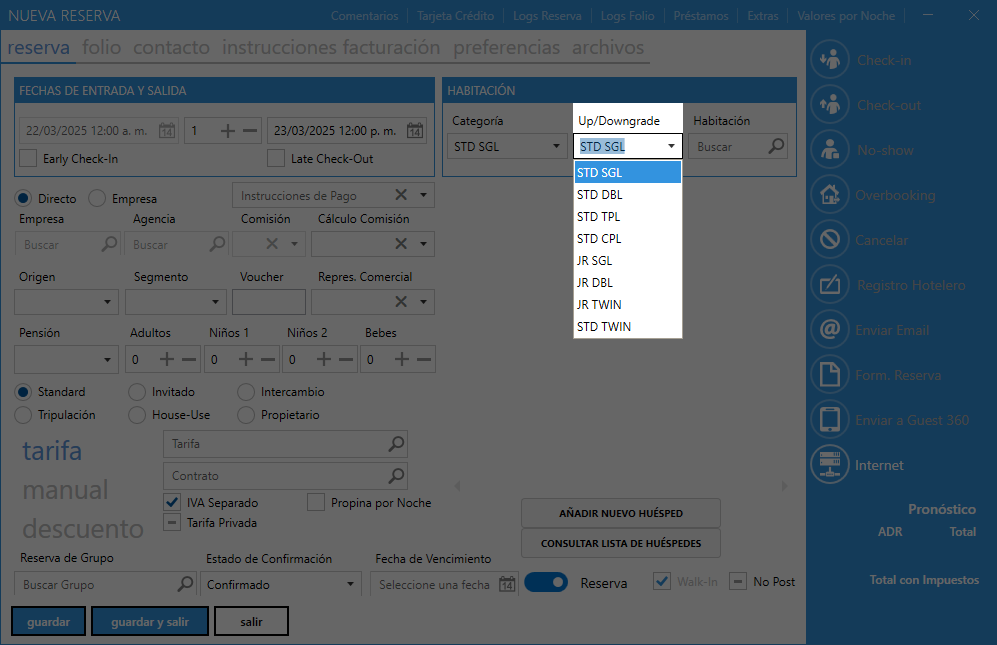 NUEVA RESERVA
Comentarios
Tarjeta Crédito
Logs Reserva
Logs Folio
Préstamos
Extras
Valores por Noche
reserva folio contacto instrucciones facturación preferencias archivos
FECHAS DE ENTRADA Y SALIDA
22/03/2025 12:00 a. m.
14
1
23/03/2025 12:00 p. m.
14
Early Check-In
Late Check-Out
HABITACIÓN
Categoría
Up/Downgrade
Habitación
STD SGL
STD SGL
Buscar
STD SGL
STD DBL
STD TPL
STD CPL
JR SGL
JR DBL
JR TWIN
STD TWIN
Directo
Empresa
Instrucciones de Pago
Empresa
Agencia
Comisión
Cálculo Comisión
Buscar
Buscar
Origen
Segmento
Voucher
Repres. Comercial
Pensión
Adultos
Niños 1
Niños 2
Bebes
0
0
0
0
Standard
Invitado
Intercambio
Tripulación
House-Use
Propietario
tarifa
manual
descuento
Tarifa
Contrato
IVA Separado
Propina por Noche
Tarifa Privada
AÑADIR NUEVO HUÉSPED
CONSULTAR LISTA DE HUÉSPEDES
Reserva de Grupo
Estado de Confirmación
Fecha de Vencimiento
Buscar Grupo
Confirmado
Seleccione una fecha
14
Reserva
Walk-In
No Post
guardar
guardar y salir
salir
Check-in
Check-out
No-show
Overbooking
Cancelar
Registro Hotelero
Enviar Email
Form. Reserva
Enviar a Guest 360
Internet
Pronóstico
ADR
Total
Total con Impuestos